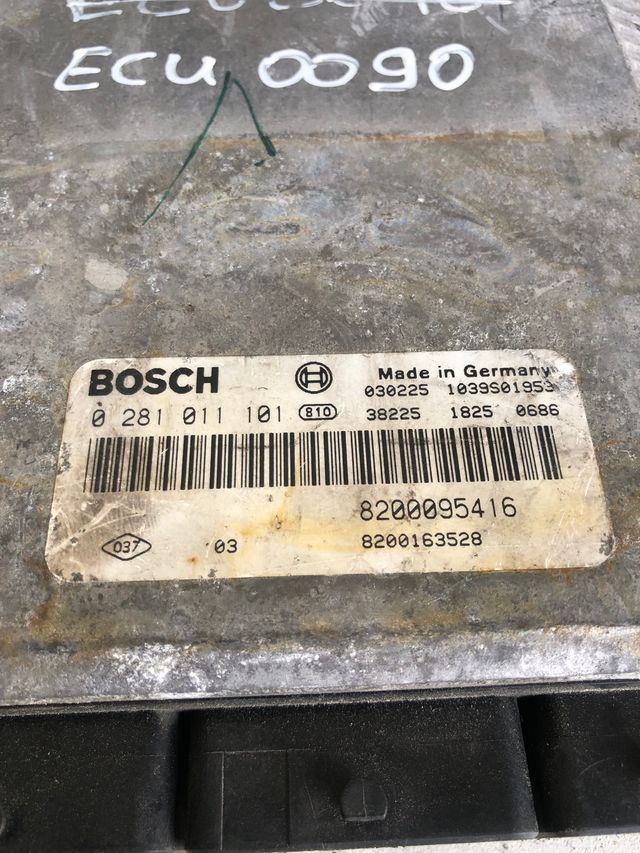 ECU 0090
BOSCH
Made in Germany
030225 1039S01953
0 281 011 101 810 38225 1825 0686
8200095416
037 03 8200163528